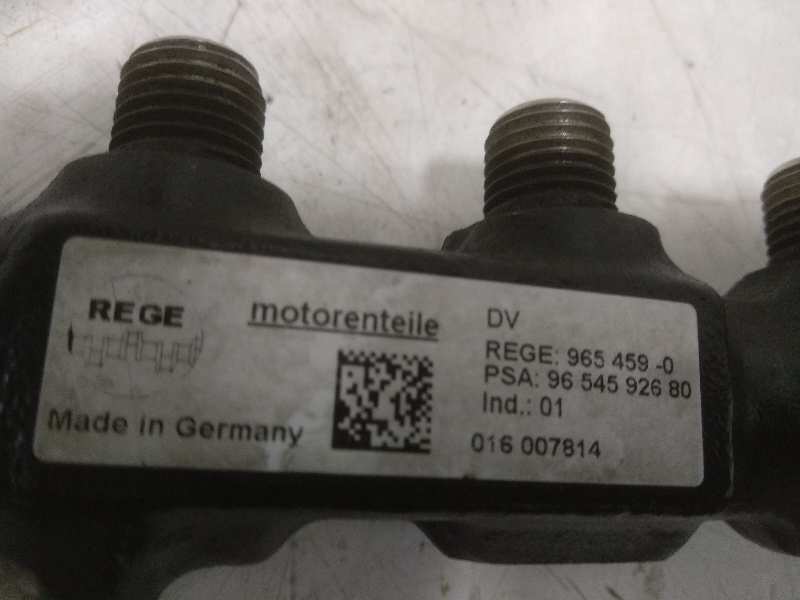 REGE
motorenteile
DV
REGE: 965 459 -0
PSA: 96 545 926 80
Ind.: 01
Made in Germany
016 007814